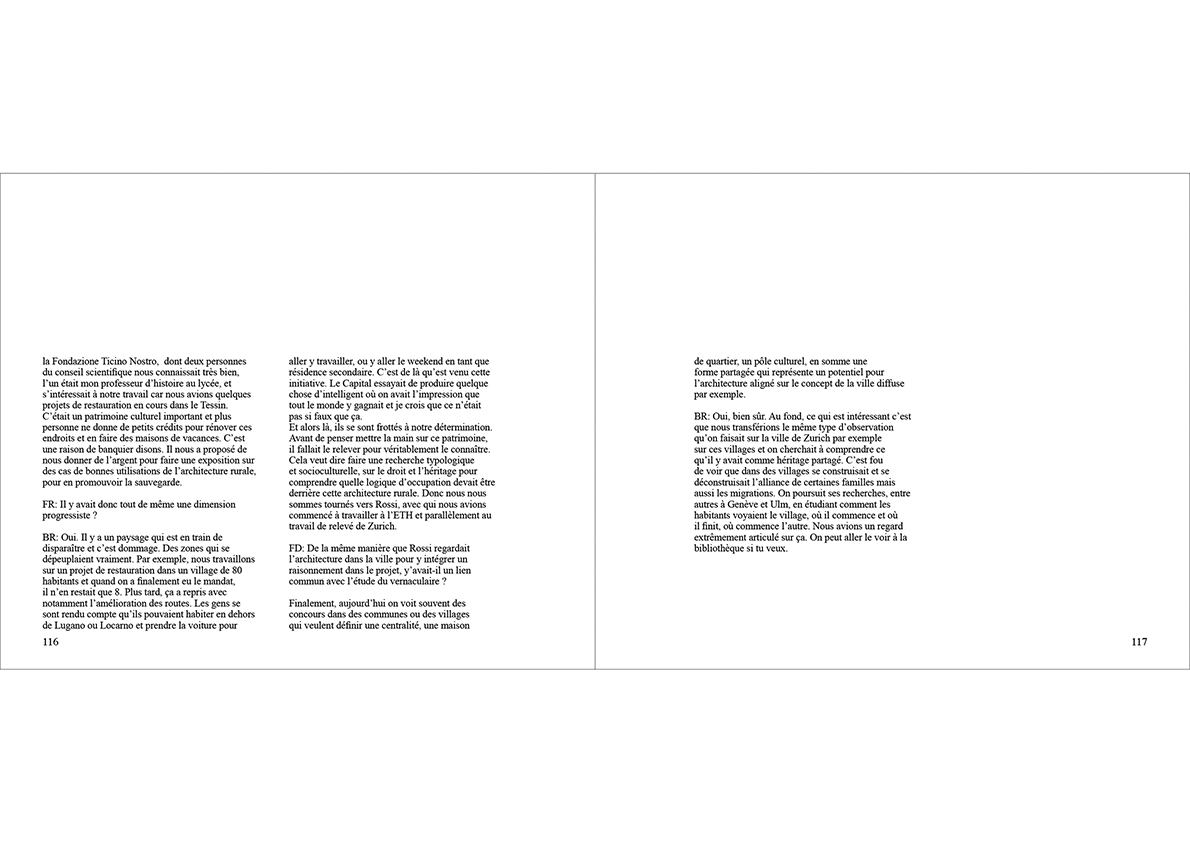 la Fondazione Ticino Nostro,  dont deux personnes
du conseil scientifique nous connaissait très bien,
l’un était mon professeur d’histoire au lycée, et
s’intéressait à notre travail car nous avions quelques
projets de restauration en cours dans le Tessin.
C’était un patrimoine culturel important et plus
personne ne donne de petits crédits pour rénover ces
endroits et en faire des maisons de vacances. C’est
une raison de banquier disons. Il nous a proposé de
nous donner de l’argent pour faire une exposition sur
des cas de bonnes utilisations de l’architecture rurale,
pour en promouvoir la sauvegarde.

FR: Il y avait donc tout de même une dimension
progressiste ?

BR: Oui. Il y a un paysage qui est en train de
disparaître et c’est dommage. Des zones qui se
dépeuplaient vraiment. Par exemple, nous travaillons
sur un projet de restauration dans un village de 80
habitants et quand on a finalement eu le mandat,
il n’en restait que 8. Plus tard, ça a repris avec
notamment l’amélioration des routes. Les gens se
sont rendu compte qu’ils pouvaient habiter en dehors
de Lugano ou Locarno et prendre la voiture pour
aller y travailler, ou y aller le weekend en tant que
résidence secondaire. C’est de là qu’est venu cette
initiative. Le Capital essayait de produire quelque
chose d’intelligent où on avait l’impression que
tout le monde y gagnait et je crois que ce n’était
pas si faux que ça.
Et alors là, ils se sont frottés à notre détermination.
Avant de penser mettre la main sur ce patrimoine,
il fallait le relever pour véritablement le connaître.
Cela veut dire faire une recherche typologique
et socioculturelle, sur le droit et l’héritage pour
comprendre quelle logique d’occupation devait être
derrière cette architecture rurale. Donc nous nous
sommes tournés vers Rossi, avec qui nous avions
commencé à travailler à l’ETH et parallèlement au
travail de relevé de Zurich.

FD: De la même manière que Rossi regardait
l’architecture dans la ville pour y intégrer un
raisonnement dans le projet, y’avait-il un lien
commun avec l’étude du vernaculaire ?

Finalement, aujourd’hui on voit souvent des
concours dans des communes ou des villages
qui veulent définir une centralité, une maison
116
de quartier, un pôle culturel, en somme une
forme partagée qui représente un potentiel pour
l’architecture aligné sur le concept de la ville diffuse
par exemple.

BR: Oui, bien sûr. Au fond, ce qui est intéressant c’est
que nous transférions le même type d’observation
qu’on faisait sur la ville de Zurich par exemple
sur ces villages et on cherchait à comprendre ce
qu’il y avait comme héritage partagé. C’est fou
de voir que dans des villages se construisait et se
déconstruisait l’alliance de certaines familles mais
aussi les migrations. On poursuit ses recherches, entre
autres à Genève et Ulm, en étudiant comment les
habitants voyaient le village, où il commence et où
il finit, où commence l’autre. Nous avions un regard
extrêmement articulé sur ça. On peut aller le voir à la
bibliothèque si tu veux.
117